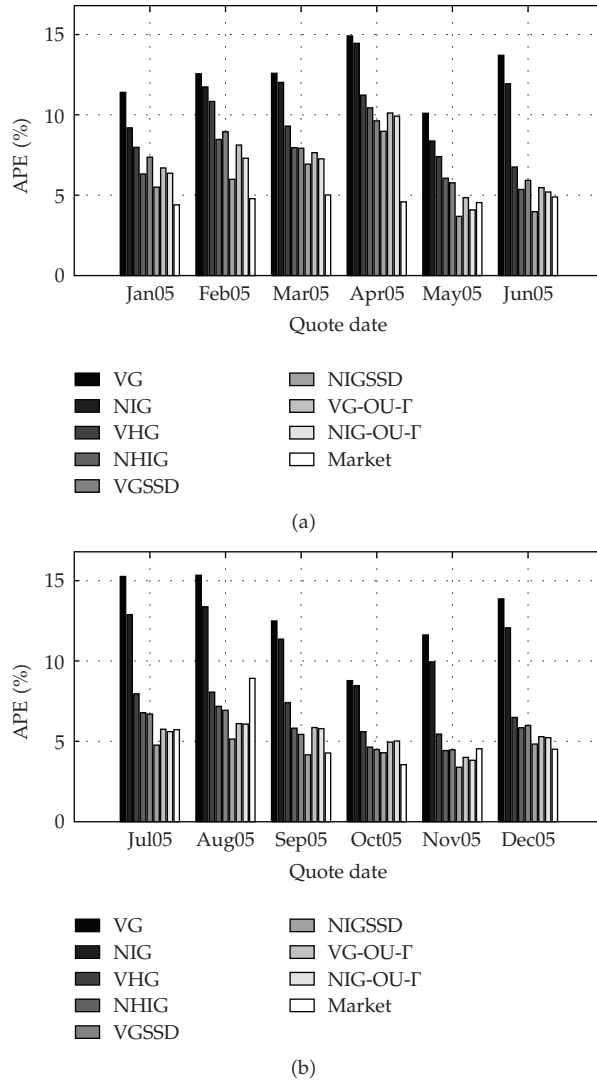 15
10
5
0
APE (%)
Jan05 Feb05 Mar05 Apr05 May05 Jun05
Quote date
VG
NIG
VHG
NHIG
VGSSD
NIGSSD
VG-OU-Γ
NIG-OU-Γ
Market
(a)
15
10
5
0
APE (%)
Jul05 Aug05 Sep05 Oct05 Nov05 Dec05
Quote date
VG
NIG
VHG
NHIG
VGSSD
NIGSSD
VG-OU-Γ
NIG-OU-Γ
Market
(b)